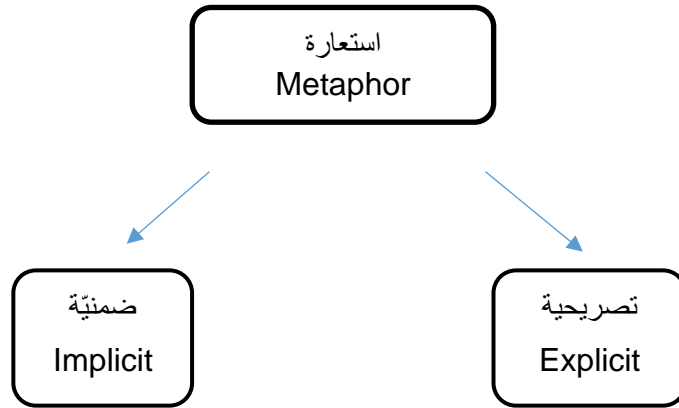 استعارة
Metaphor
ضمنيّة
Implicit
تصريحية
Explicit